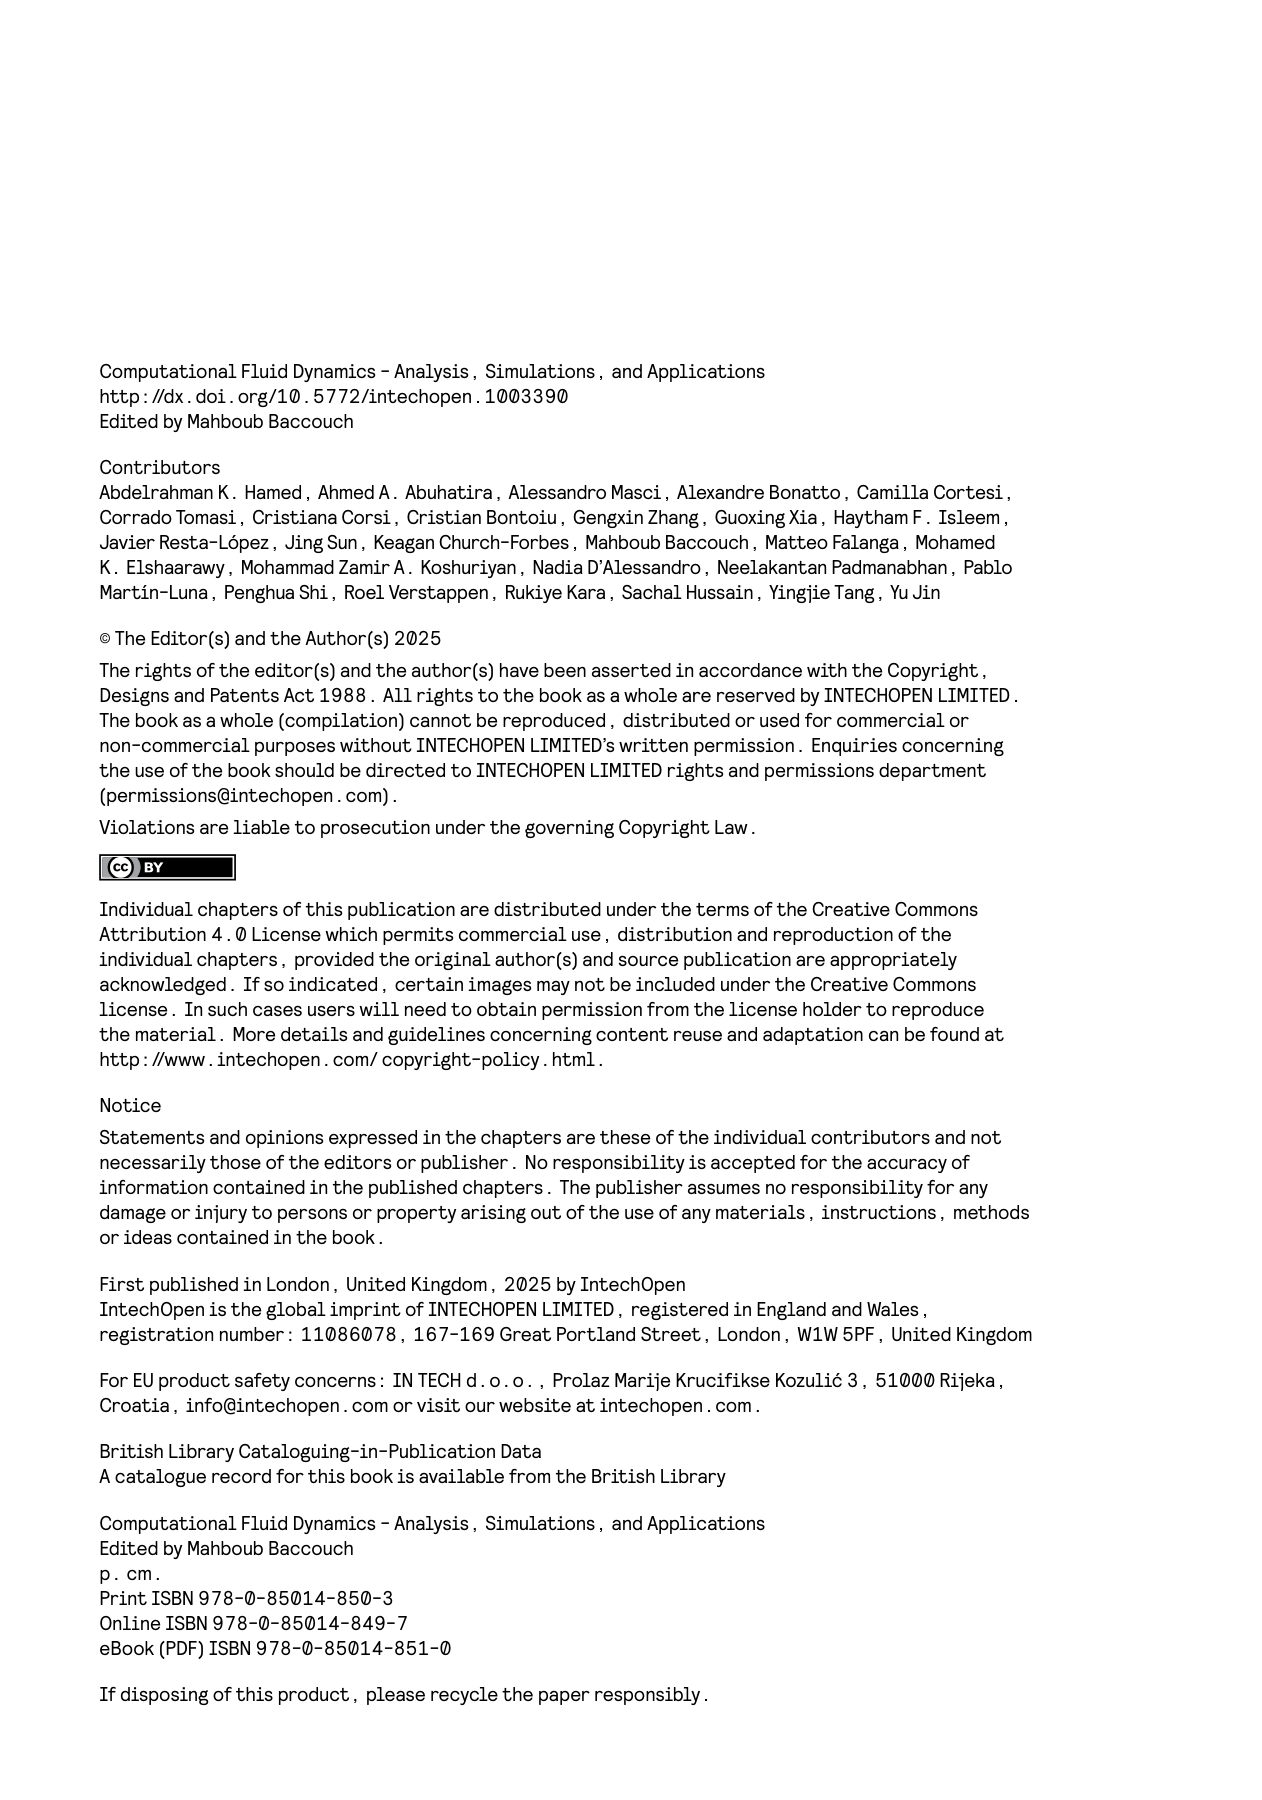 Computational Fluid Dynamics - Analysis, Simulations, and Applications
http://dx.doi.org/10.5772/intechopen.1003390
Edited by Mahboub Baccouch
Contributors
Abdelrahman K. Hamed, Ahmed A. Abuhatira, Alessandro Masci, Alexandre Bonatto, Camilla Cortesi,
Corrado Tomasi, Cristiana Corsi, Cristian Bontoiu, Gengxin Zhang, Guoxing Xia, Haytham F. Isleem,
Javier Resta-López, Jing Sun, Keagan Church-Forbes, Mahboub Baccouch, Matteo Falanga, Mohamed
K. Elshaarawy, Mohammad Zamir A. Koshuriyan, Nadia D’Alessandro, Neelakantan Padmanabhan, Pablo
Martín-Luna, Penghua Shi, Roel Verstappen, Rukiye Kara, Sachal Hussain, Yingjie Tang, Yu Jin
© The Editor(s) and the Author(s) 2025
The rights of the editor(s) and the author(s) have been asserted in accordance with the Copyright,
Designs and Patents Act 1988. All rights to the book as a whole are reserved by INTECHOPEN LIMITED.
The book as a whole (compilation) cannot be reproduced, distributed or used for commercial or
non-commercial purposes without INTECHOPEN LIMITED’s written permission. Enquiries concerning
the use of the book should be directed to INTECHOPEN LIMITED rights and permissions department
(permissions@intechopen.com).
Violations are liable to prosecution under the governing Copyright Law.
cc BY
Individual chapters of this publication are distributed under the terms of the Creative Commons
Attribution 4.0 License which permits commercial use, distribution and reproduction of the
individual chapters, provided the original author(s) and source publication are appropriately
acknowledged. If so indicated, certain images may not be included under the Creative Commons
license. In such cases users will need to obtain permission from the license holder to reproduce
the material. More details and guidelines concerning content reuse and adaptation can be found at
http://www.intechopen.com/ copyright-policy.html.
Notice
Statements and opinions expressed in the chapters are these of the individual contributors and not
necessarily those of the editors or publisher. No responsibility is accepted for the accuracy of
information contained in the published chapters. The publisher assumes no responsibility for any
damage or injury to persons or property arising out of the use of any materials, instructions, methods
or ideas contained in the book.
First published in London, United Kingdom, 2025 by IntechOpen
IntechOpen is the global imprint of INTECHOPEN LIMITED, registered in England and Wales,
registration number: 11086078, 167-169 Great Portland Street, London, W1W 5PF, United Kingdom
For EU product safety concerns: IN TECH d.o.o., Prolaz Marije Krucifikse Kozulić 3, 51000 Rijeka,
Croatia, info@intechopen.com or visit our website at intechopen.com.
British Library Cataloguing-in-Publication Data
A catalogue record for this book is available from the British Library
Computational Fluid Dynamics - Analysis, Simulations, and Applications
Edited by Mahboub Baccouch
p. cm.
Print ISBN 978-0-85014-850-3
Online ISBN 978-0-85014-849-7
eBook (PDF) ISBN 978-0-85014-851-0
If disposing of this product, please recycle the paper responsibly.